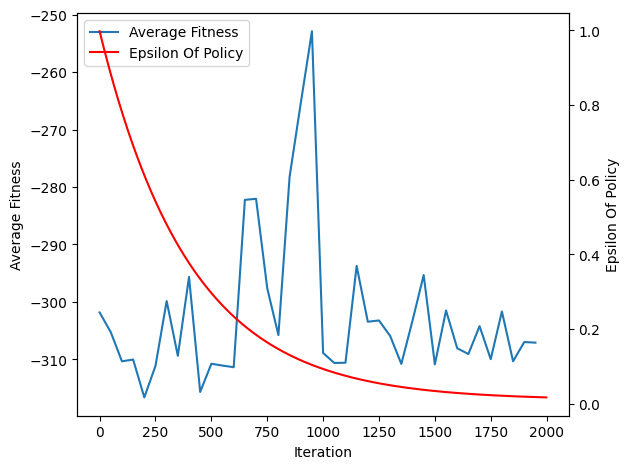 Average Fitness
Epsilon Of Policy
−250
−260
−270
−280
−290
−300
−310
Average Fitness
1.0
0.8
0.6
0.4
0.2
0.0
Epsilon Of Policy
0 250 500 750 1000 1250 1500 1750 2000
Iteration